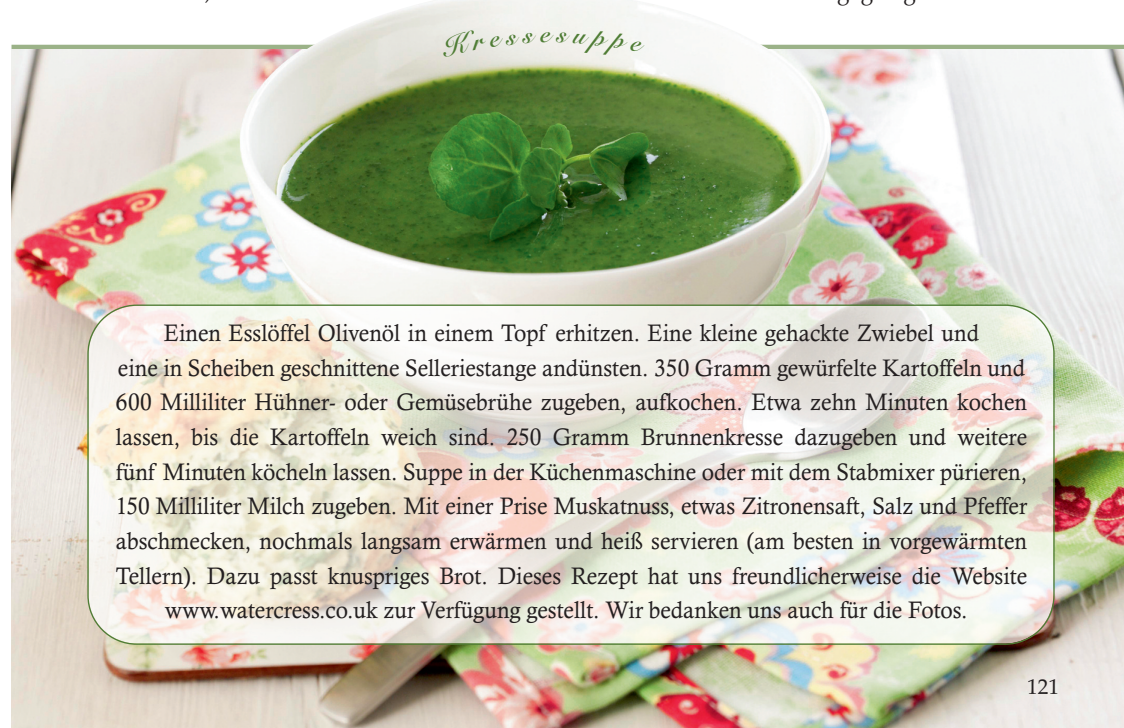 Kressesuppe
Einen Esslöffel Olivenöl in einem Topf erhitzen. Eine kleine gehackte Zwiebel und
eine in Scheiben geschnittene Selleriestange andünsten. 350 Gramm gewürfelte Kartoffeln und
600 Milliliter Hühner- oder Gemüsebrühe zugeben, aufkochen. Etwa zehn Minuten kochen
lassen, bis die Kartoffeln weich sind. 250 Gramm Brunnenkresse dazugeben und weitere
fünf Minuten köcheln lassen. Suppe in der Küchenmaschine oder mit dem Stabmixer pürieren,
150 Milliliter Milch zugeben. Mit einer Prise Muskatnuss, etwas Zitronensaft, Salz und Pfeffer
abschmecken, nochmals langsam erwärmen und heiß servieren (am besten in vorgewärmten
Tellern). Dazu passt knuspriges Brot. Dieses Rezept hat uns freundlicherweise die Website
www.watercress.co.uk zur Verfügung gestellt. Wir bedanken uns auch für die Fotos.
121